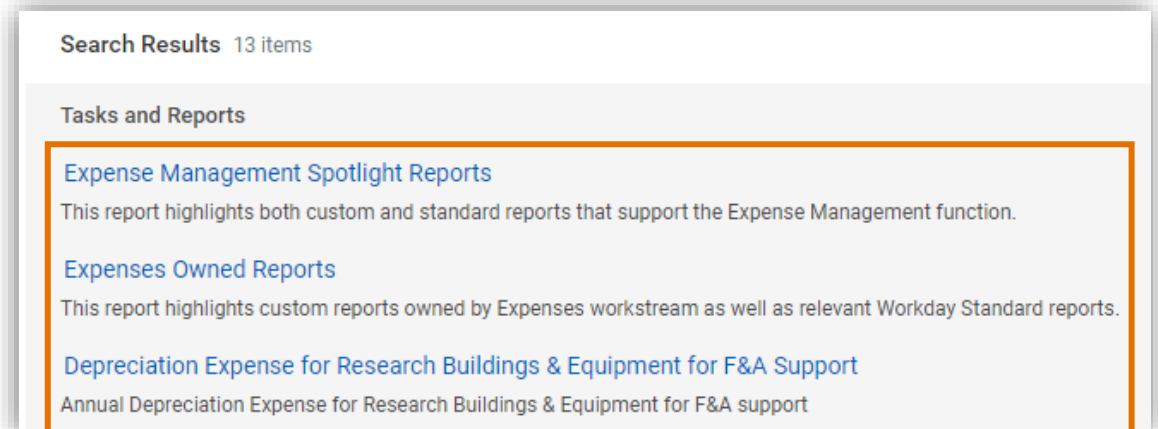 Search Results 13 items
Tasks and Reports
Expense Management Spotlight Reports
This report highlights both custom and standard reports that support the Expense Management function.
Expenses Owned Reports
This report highlights custom reports owned by Expenses workstream as well as relevant Workday Standard reports.
Depreciation Expense for Research Buildings & Equipment for F&A Support
Annual Depreciation Expense for Research Buildings & Equipment for F&A support